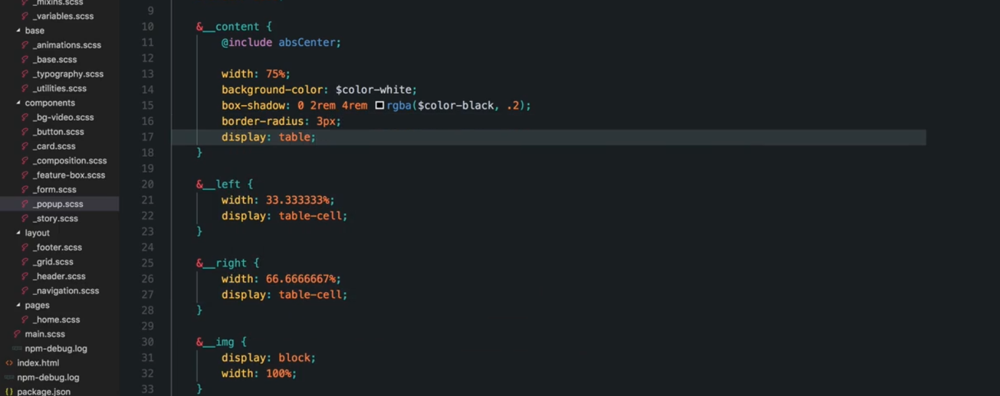 _mixins.scss
_variables.scss
base
_animations.scss
_base.scss
_typography.scss
_utilities.scss
components
_bg-video.scss
_button.scss
_card.scss
_composition.scss
_feature-box.scss
_form.scss
_popup.scss
_story.scss
layout
_footer.scss
_grid.scss
_header.scss
_navigation.scss
pages
_home.scss
main.scss
npm-debug.log
index.html
npm-debug.log
package.json
9
10 &__content {
11 @include absCenter;
12
13 width: 75%;
14 background-color: $color-white;
15 box-shadow: 0 2rem 4rem rgba($color-black, .2);
16 border-radius: 3px;
17 display: table;
18 }
19
20 &__left {
21 width: 33.333333%;
22 display: table-cell;
23 }
24
25 &__right {
26 width: 66.6666667%;
27 display: table-cell;
28 }
29
30 &__img {
31 display: block;
32 width: 100%;
33 }